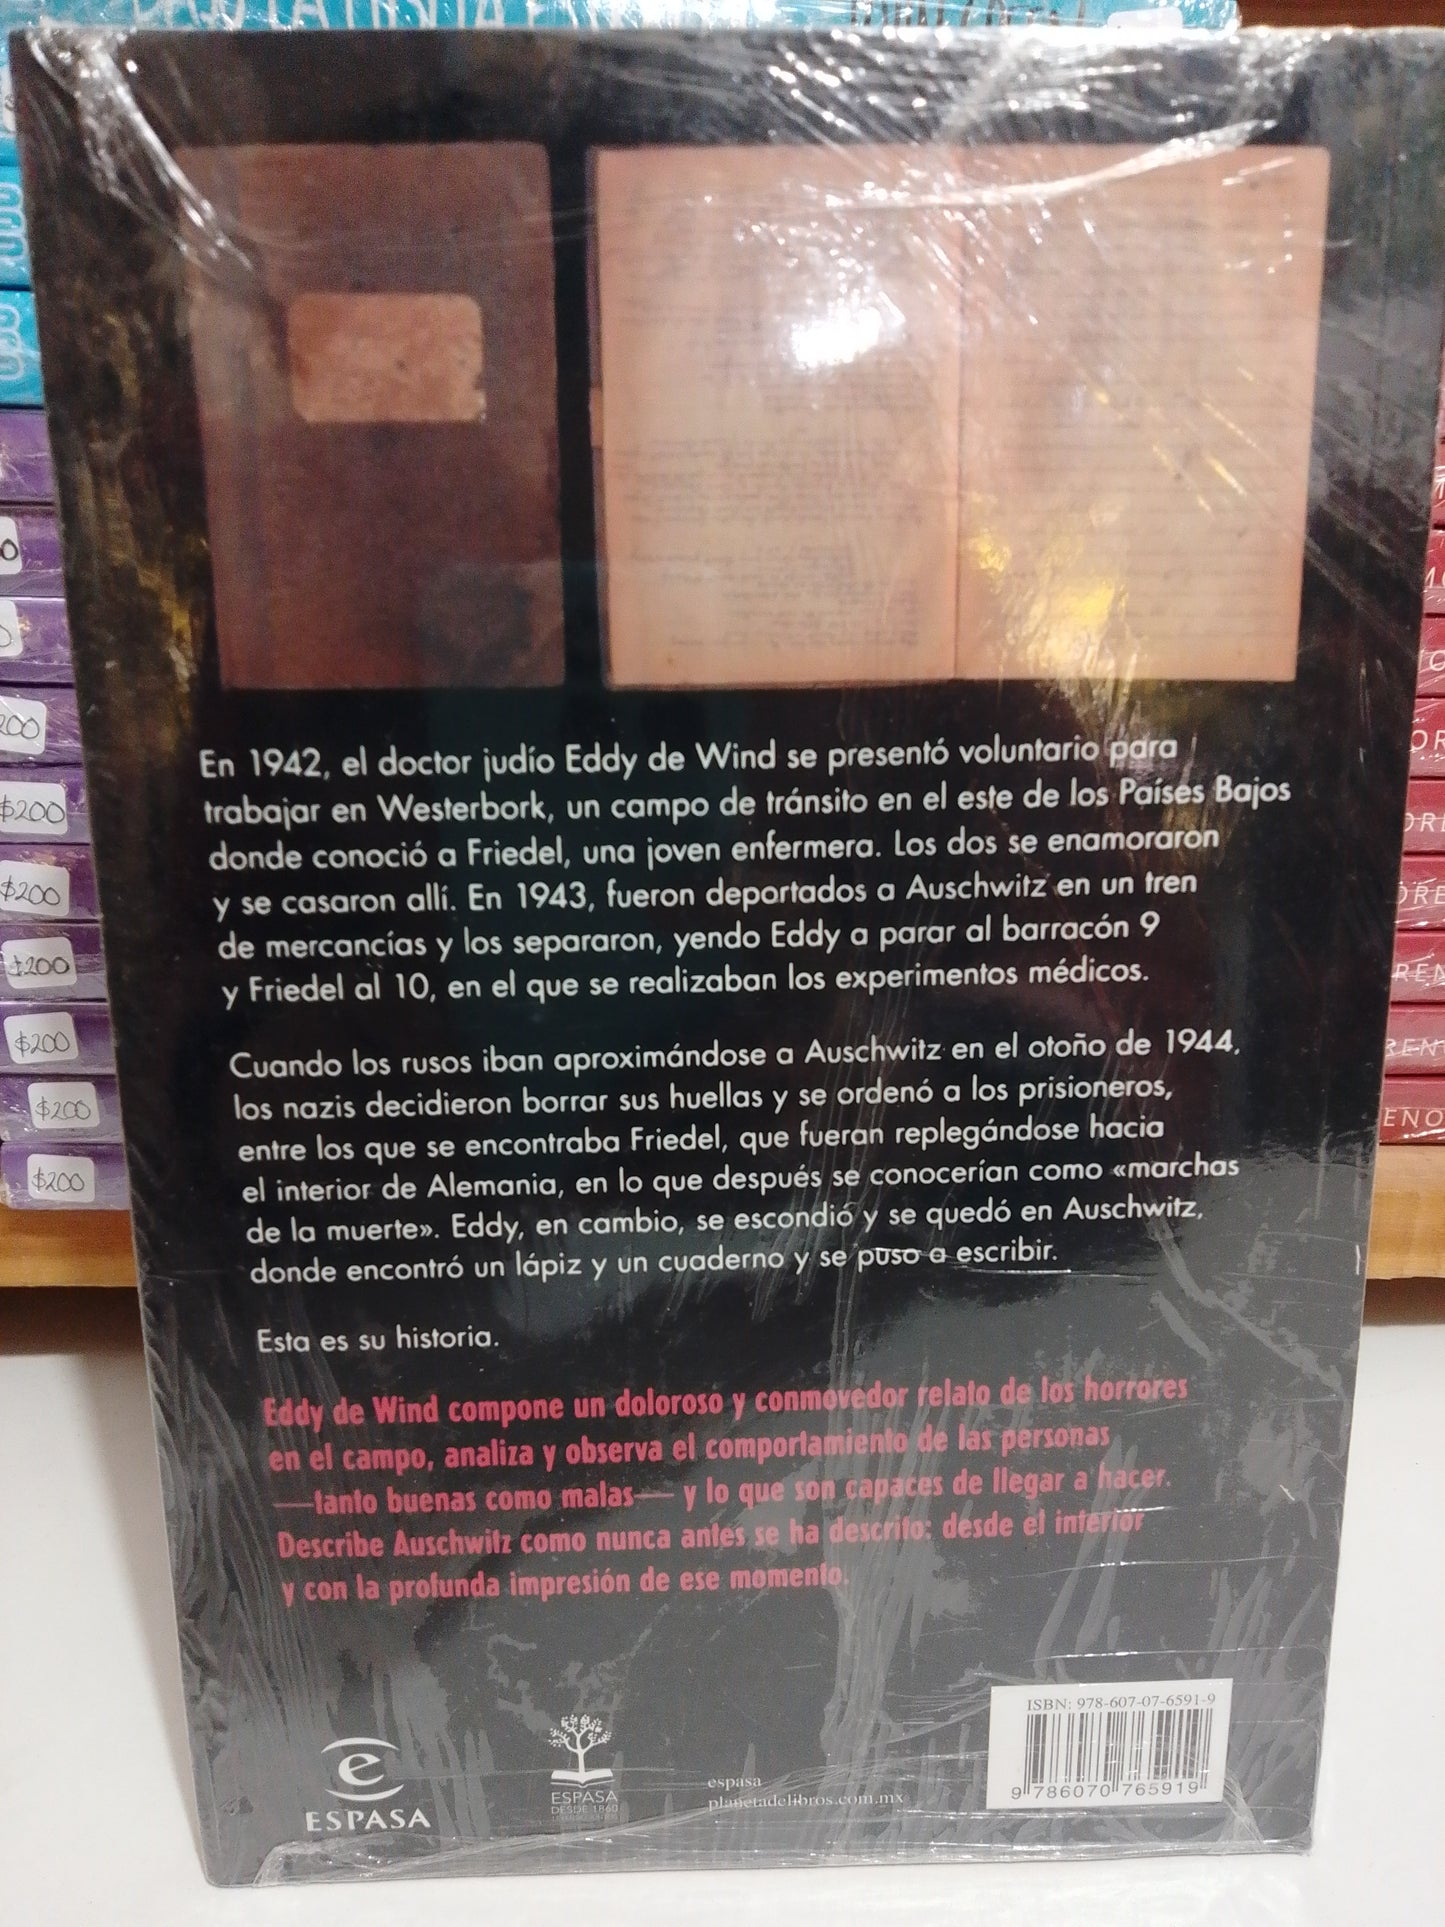 En 1942, el doctor judío Eddy de Wind se presentó voluntario para
trabajar en Westerbork, un campo de tránsito en el este de los Países Bajos
donde conoció a Friedel, una joven enfermera. Los dos se enamoraron
y se casaron allí. En 1943, fueron deportados a Auschwitz en un tren
de mercancías y los separaron, yendo Eddy a parar al barracón 9
y Friedel al 10, en el que se realizaban los experimentos médicos.
Cuando los rusos iban aproximándose a Auschwitz en el otoño de 1944,
los nazis decidieron borrar sus huellas y se ordenó a los prisioneros,
entre los que se encontraba Friedel, que fueran replegándose hacia
el interior de Alemania, en lo que después se conocerían como «marchas
de la muerte». Eddy, en cambio, se escondió y se quedó en Auschwitz,
donde encontró un lápiz y un cuaderno y se puso a escribir.
Esta es su historia.
Eddy de Wind compone un doloroso y conmovedor relato de los horrores
en el campo, analiza y observa el comportamiento de las personas
—tanto buenas como malas— y lo que son capaces de llegar a hacer.
Describe Auschwitz como nunca antes se ha descrito: desde el interior
y con la profunda impresión de ese momento.
ESPASA
ESPASA
DESDE 1860
espasa
planetadelibros.com.mx
ISBN: 978-607-07-6591-9
9 786070 765919
$200
$200
$200
$200
$200
$200